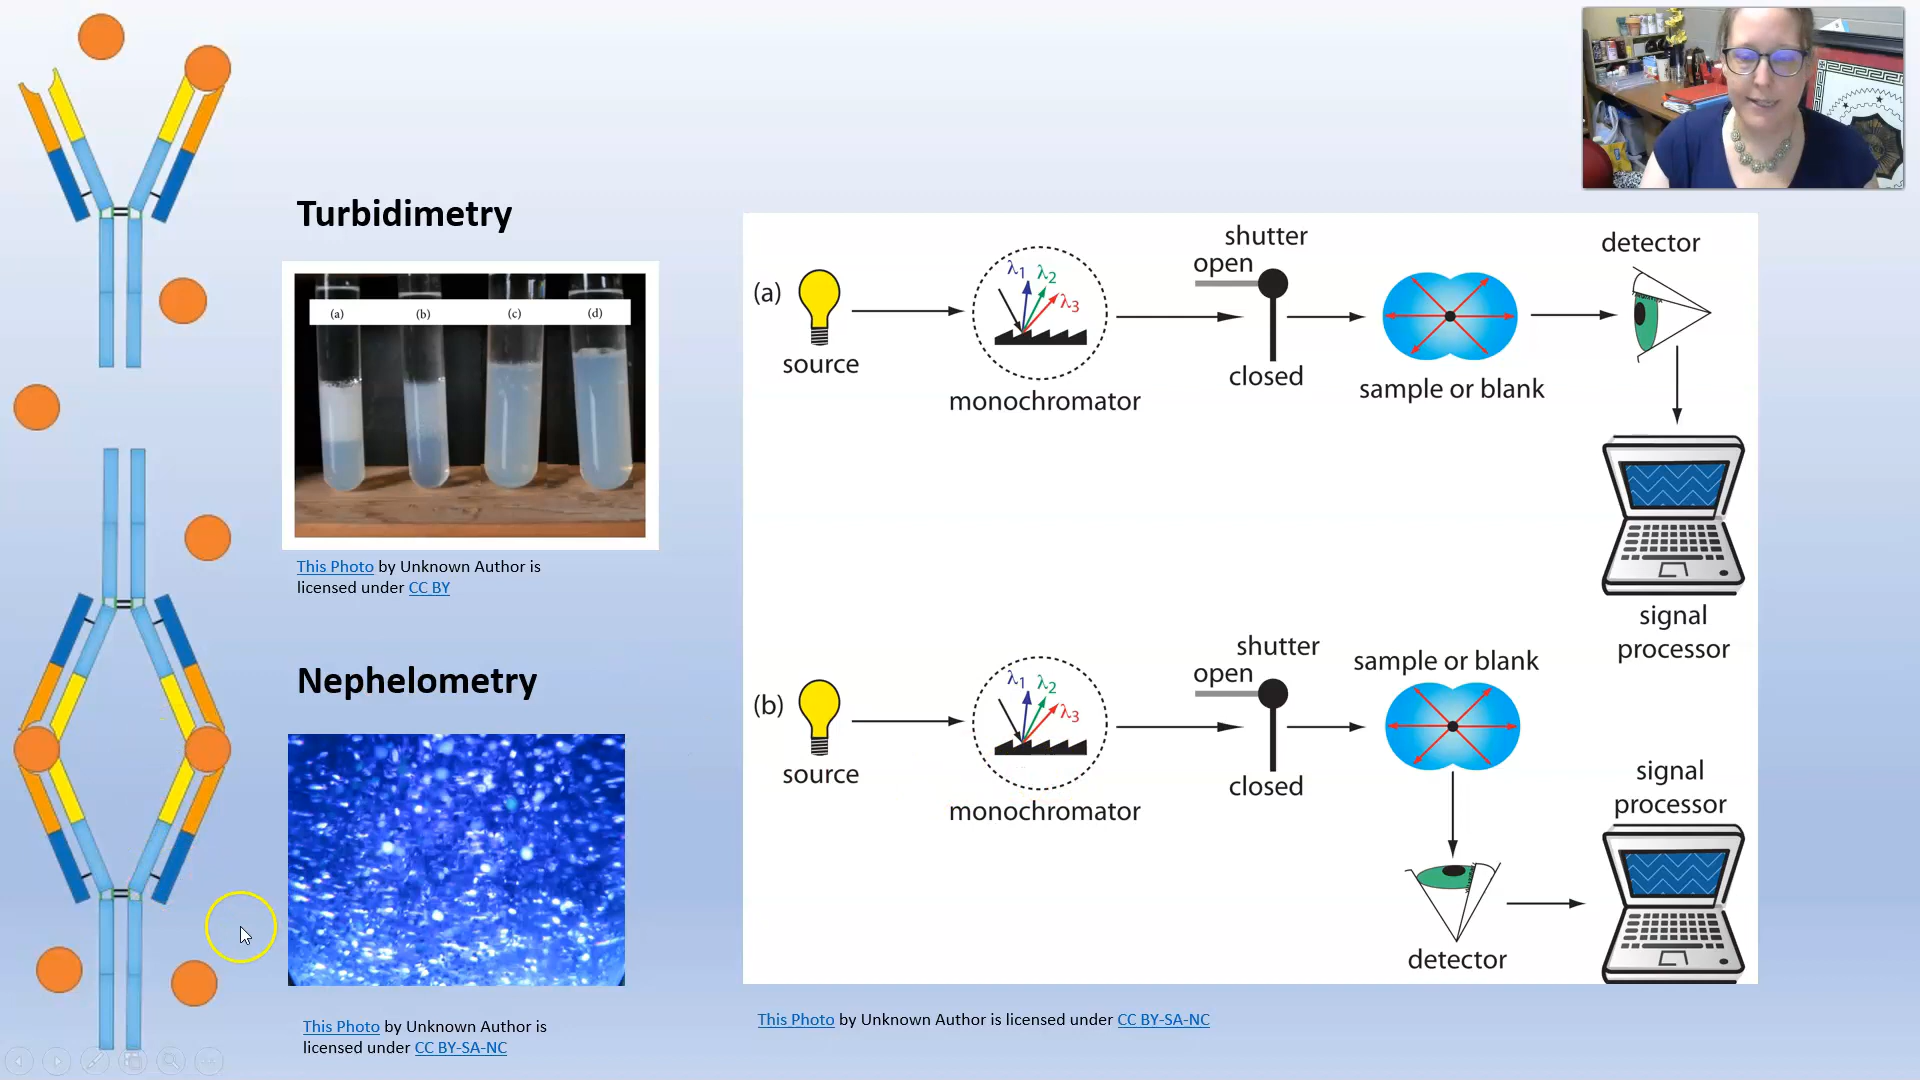 Turbidimetry
(a) (b) (c) (d)
This Photo by Unknown Author is
licensed under CC BY
Nephelometry
This Photo by Unknown Author is
licensed under CC BY-SA-NC
(a)
source
λ1 λ2 λ3
monochromator
shutter
open
closed
sample or blank
detector
signal
processor
(b)
source
λ1 λ2 λ3
monochromator
shutter
open
closed
sample or blank
detector
signal
processor
This Photo by Unknown Author is licensed under CC BY-SA-NC